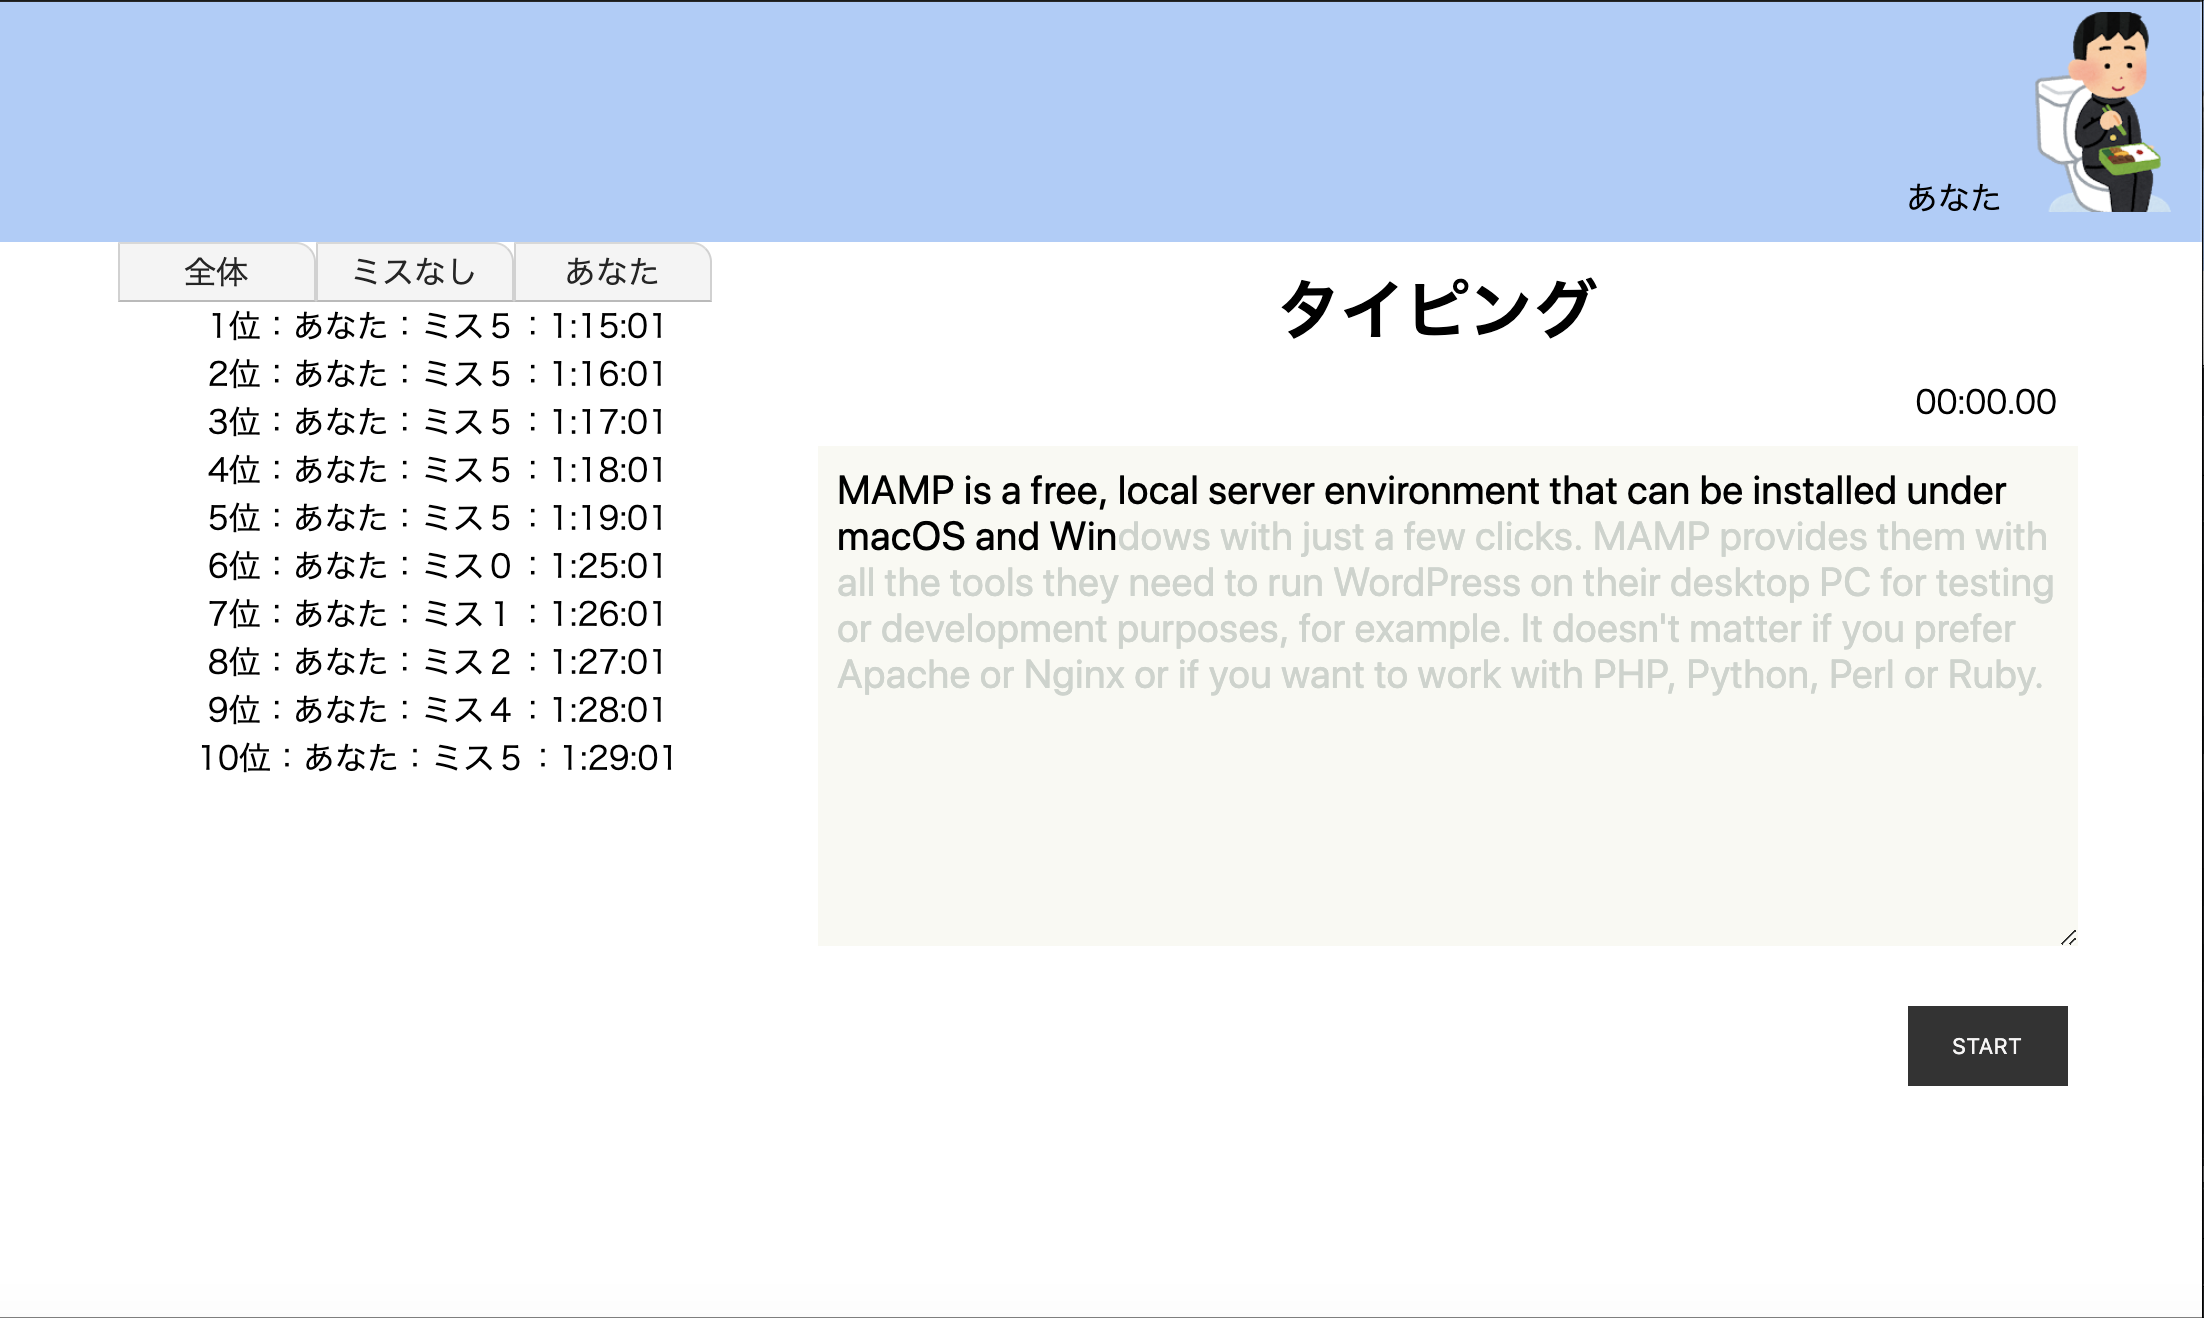 あなた
全体 ミスなし あなた
1位：あなた：ミス５：1:15:01
2位：あなた：ミス５：1:16:01
3位：あなた：ミス５：1:17:01
4位：あなた：ミス５：1:18:01
5位：あなた：ミス５：1:19:01
6位：あなた：ミス０：1:25:01
7位：あなた：ミス１：1:26:01
8位：あなた：ミス２：1:27:01
9位：あなた：ミス４：1:28:01
10位：あなた：ミス５：1:29:01
タイピング
00:00.00
MAMP is a free, local server environment that can be installed under
macOS and Windows with just a few clicks. MAMP provides them with
all the tools they need to run WordPress on their desktop PC for testing
or development purposes, for example. It doesn't matter if you prefer
Apache or Nginx or if you want to work with PHP, Python, Perl or Ruby.
START